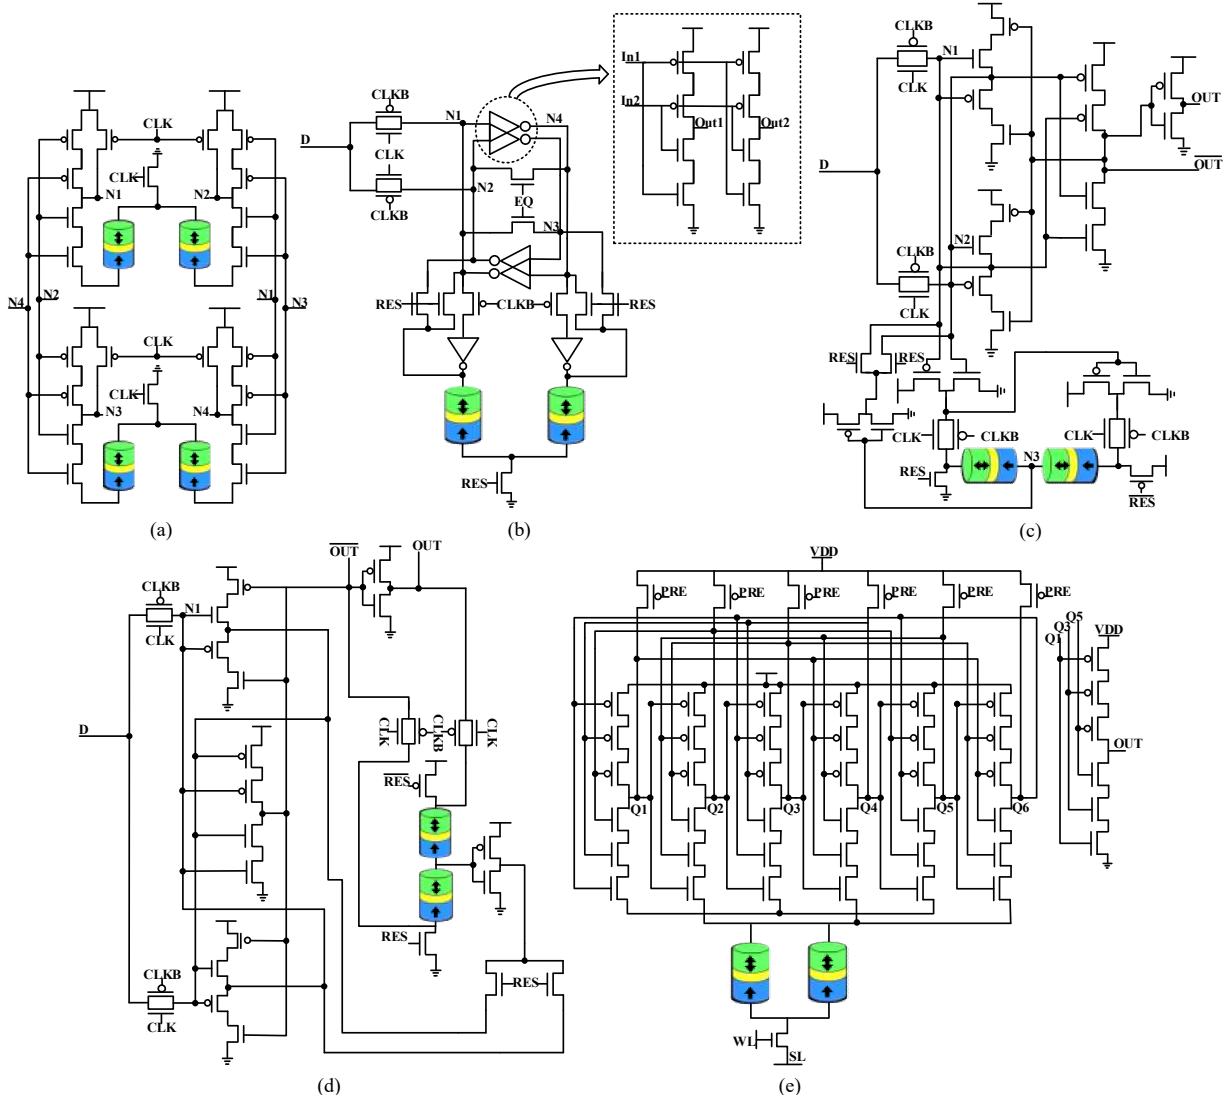 CLK
CLK
N1
N2
N4
N2
N1
N3
CLK
CLK
N3
N4
(a)
CLKB
D
CLK
CLKB
N1
N4
N2
EQ
N3
RES
CLKB
RES
RES
In1
In2
Out1
Out2
(b)
CLKB
N1
CLK
D
CLKB
N2
CLK
OUT
OUT
RES
RES
CLK
CLKB
RES
N3
CLK
CLKB
RES
(c)
OUT
OUT
CLKB
N1
CLK
D
CLKB
CLK
CLK
CLKB
CLK
RES
RES
RES
(d)
VDD
PRE
PRE
PRE
PRE
PRE
PRE
Q1
Q2
Q3
Q4
Q5
Q6
WL
SL
Q1
Q3
Q5
VDD
OUT
(e)